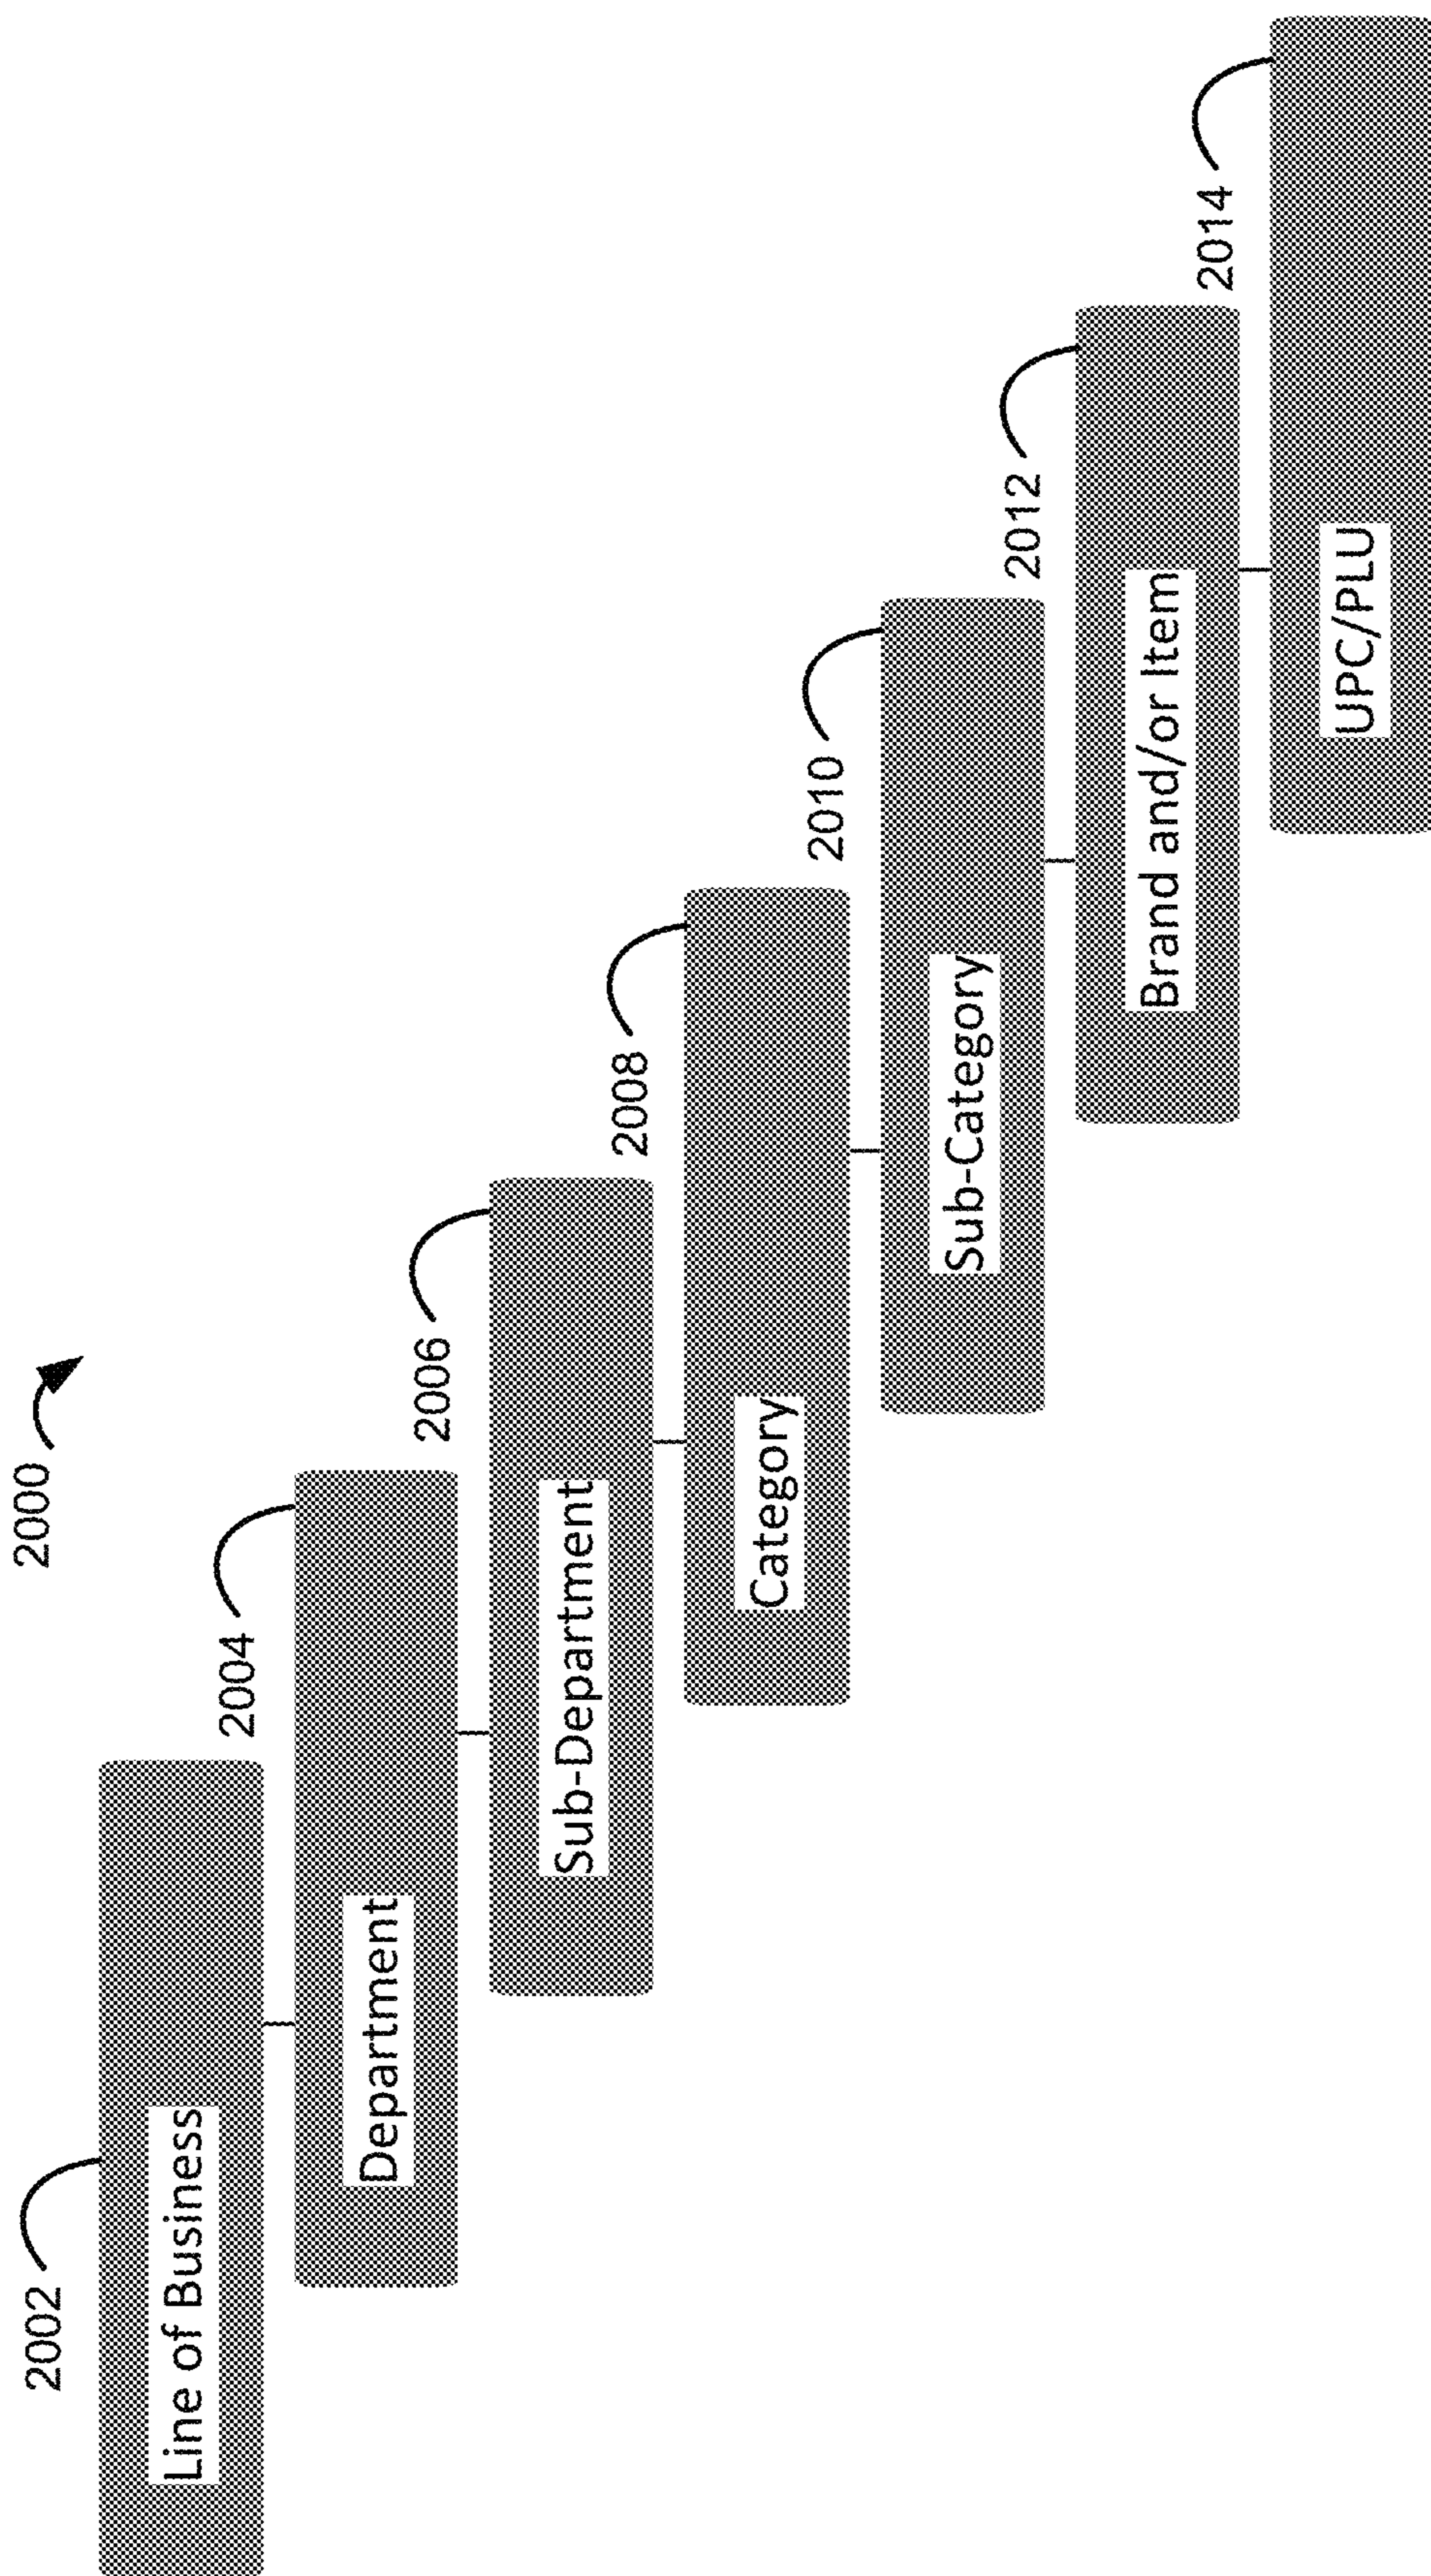 2000
2002
Line of Business
2004
Department
2006
Sub-Department
2008
Category
2010
Sub-Category
2012
Brand and/or Item
2014
UPC/PLU